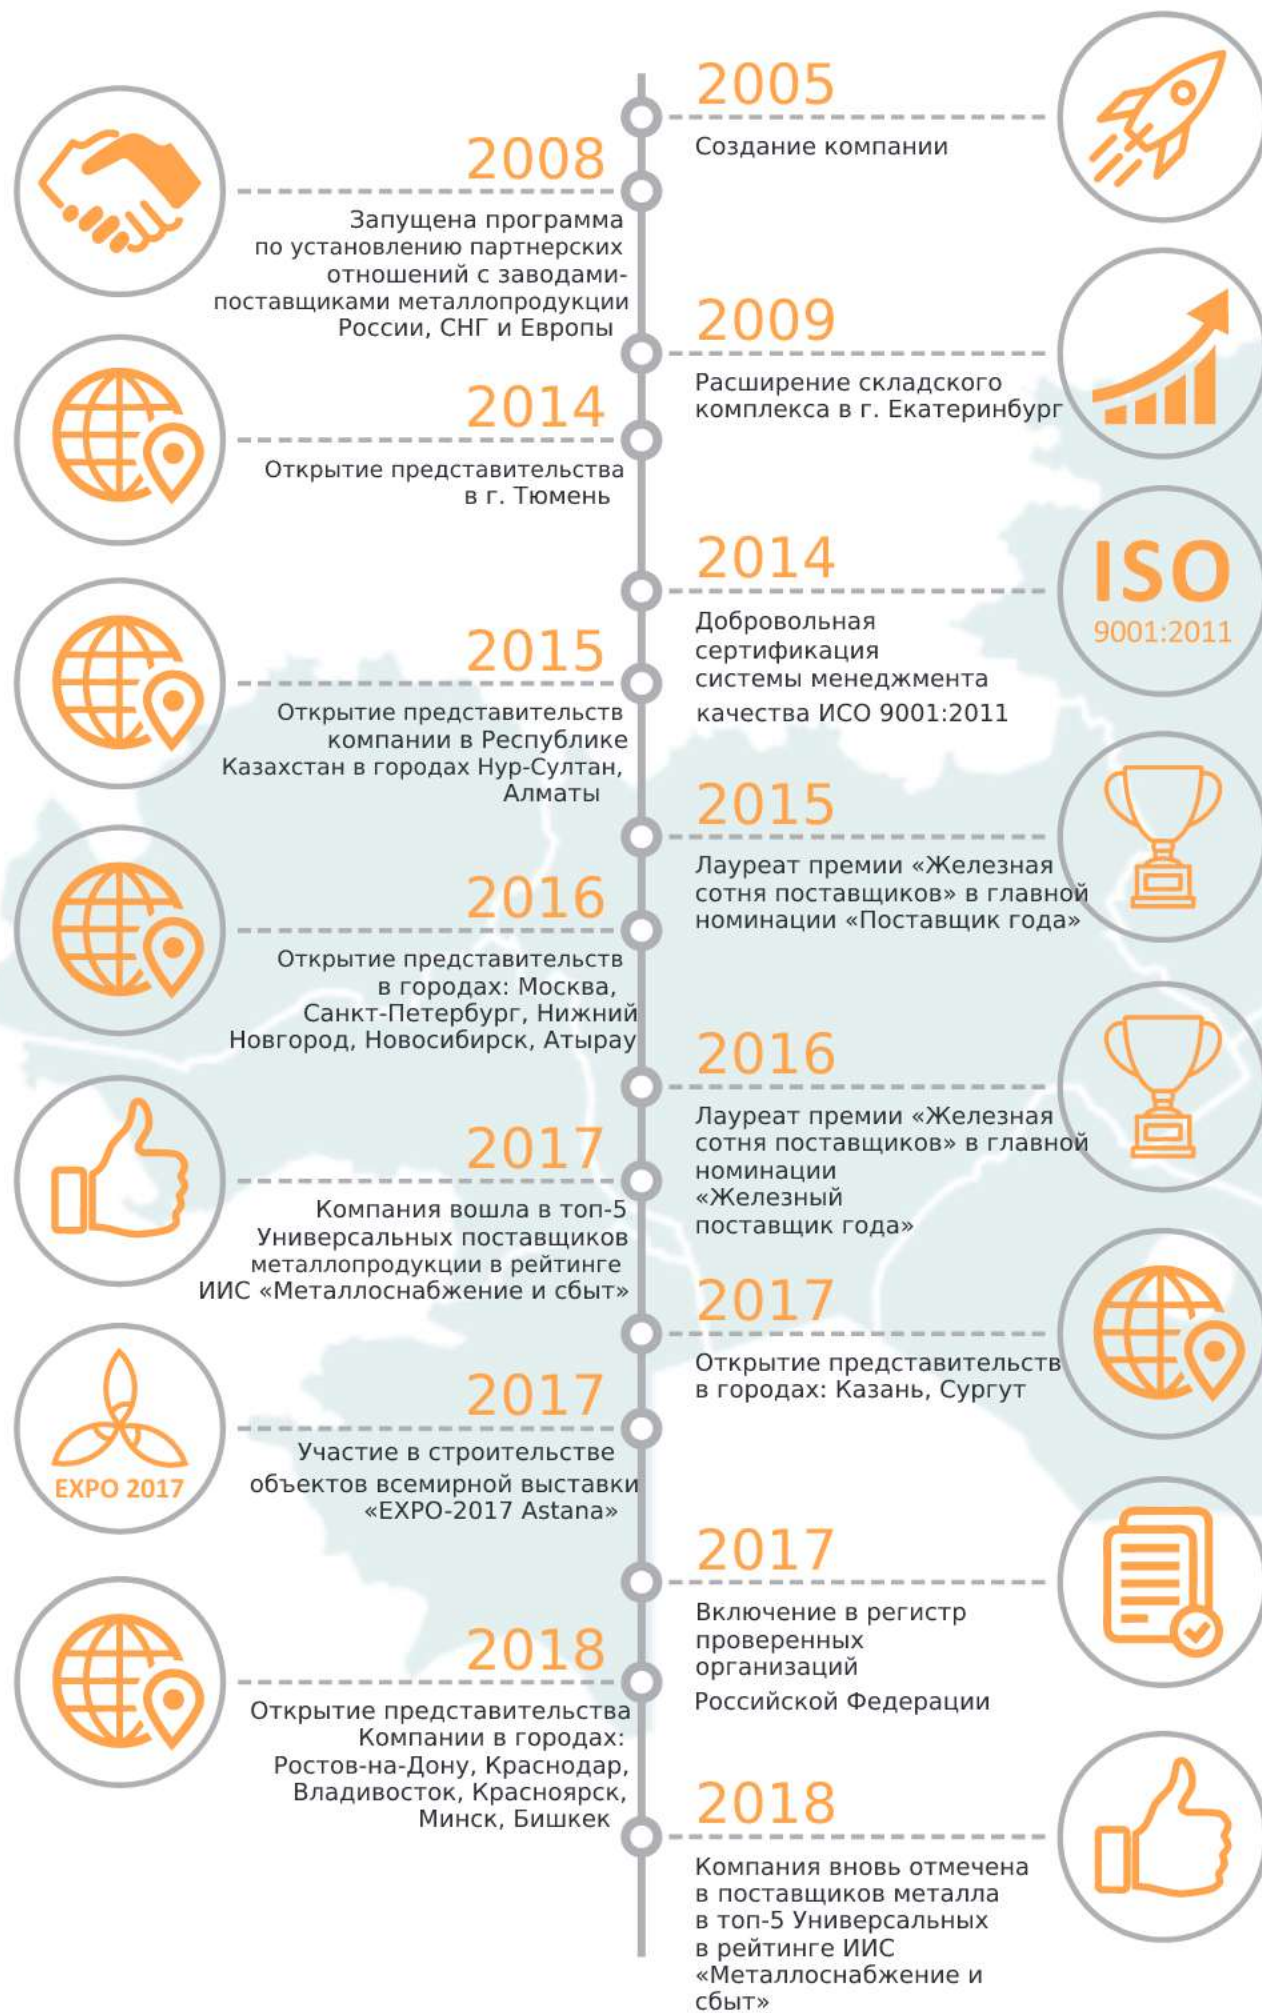 2005
Создание компании
2008
Запущена программа
по установлению партнерских
отношений с заводами-
поставщиками металлопродукции
России, СНГ и Европы
2009
Расширение складского
комплекса в г. Екатеринбург
2014
Открытие представительства
в г. Тюмень
2014
Добровольная
сертификация
системы менеджмента
качества ИСО 9001:2011
ISO
9001:2011
2015
Открытие представительств
компании в Республике
Казахстан в городах Нур-Султан,
Алматы
2015
Лауреат премии «Железная
сотня поставщиков» в главной
номинации «Поставщик года»
2016
Открытие представительств
в городах: Москва,
Санкт-Петербург, Нижний
Новгород, Новосибирск, Атырау
2016
Лауреат премии «Железная
сотня поставщиков» в главной
номинации
«Железный
поставщик года»
2017
Компания вошла в топ-5
Универсальных поставщиков
металлопродукции в рейтинге
ИИС «Металлоснабжение и сбыт»
2017
Открытие представительств
в городах: Казань, Сургут
2017
Участие в строительстве
объектов всемирной выставки
«EXPO-2017 Astana»
EXPO 2017
2017
Включение в регистр
проверенных
организаций
Российской Федерации
2018
Открытие представительства
Компании в городах:
Ростов-на-Дону, Краснодар,
Владивосток, Красноярск,
Минск, Бишкек
2018
Компания вновь отмечена
в поставщиков металла
в топ-5 Универсальных
в рейтинге ИИС
«Металлоснабжение и
сбыт»